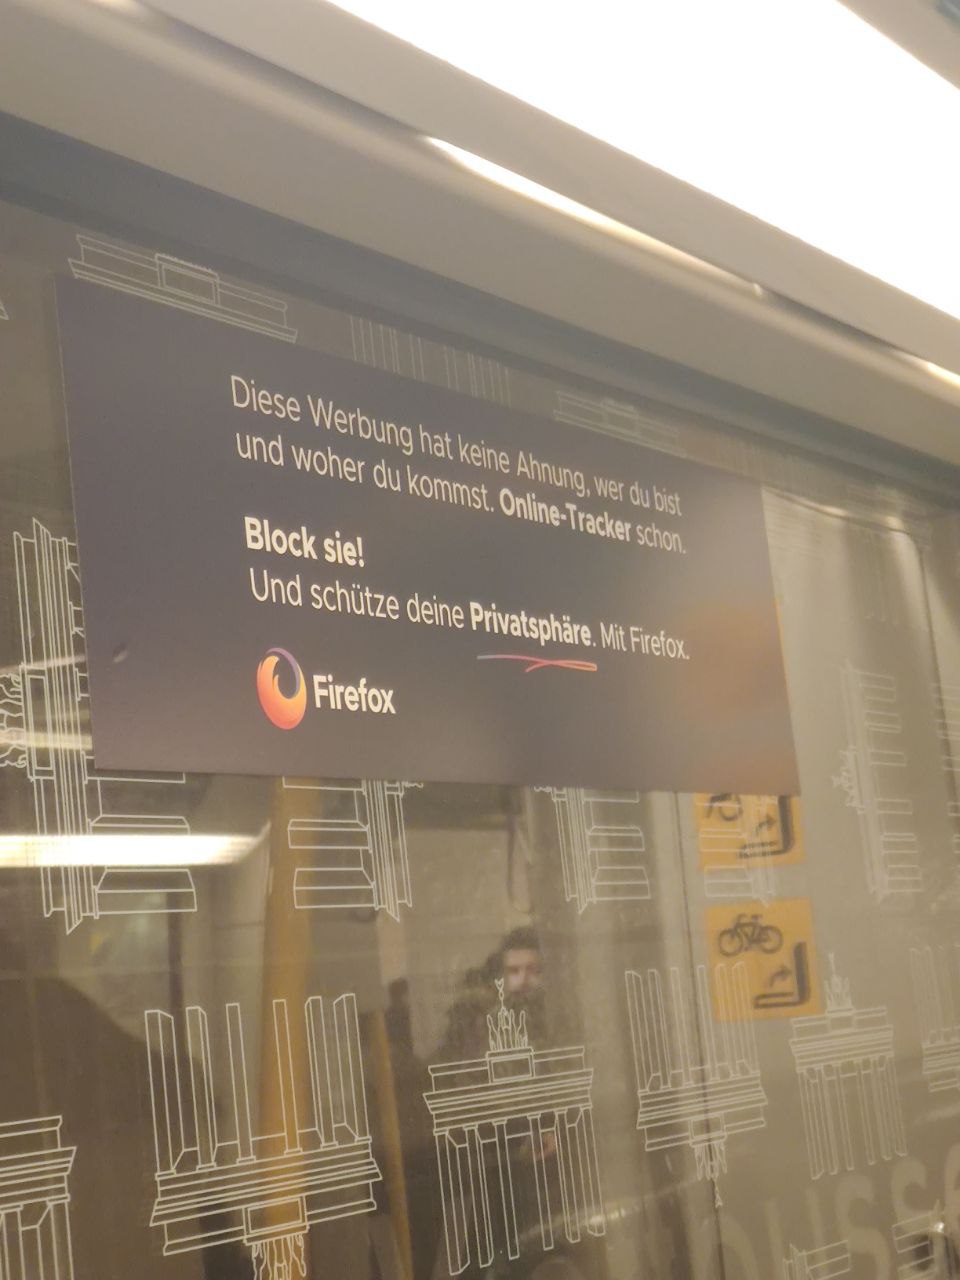 Diese Werbung hat keine Ahnung, wer du bist
und woher du kommst. Online-Tracker schon.
Block sie!
Und schütze deine Privatsphäre. Mit Firefox.
Firefox